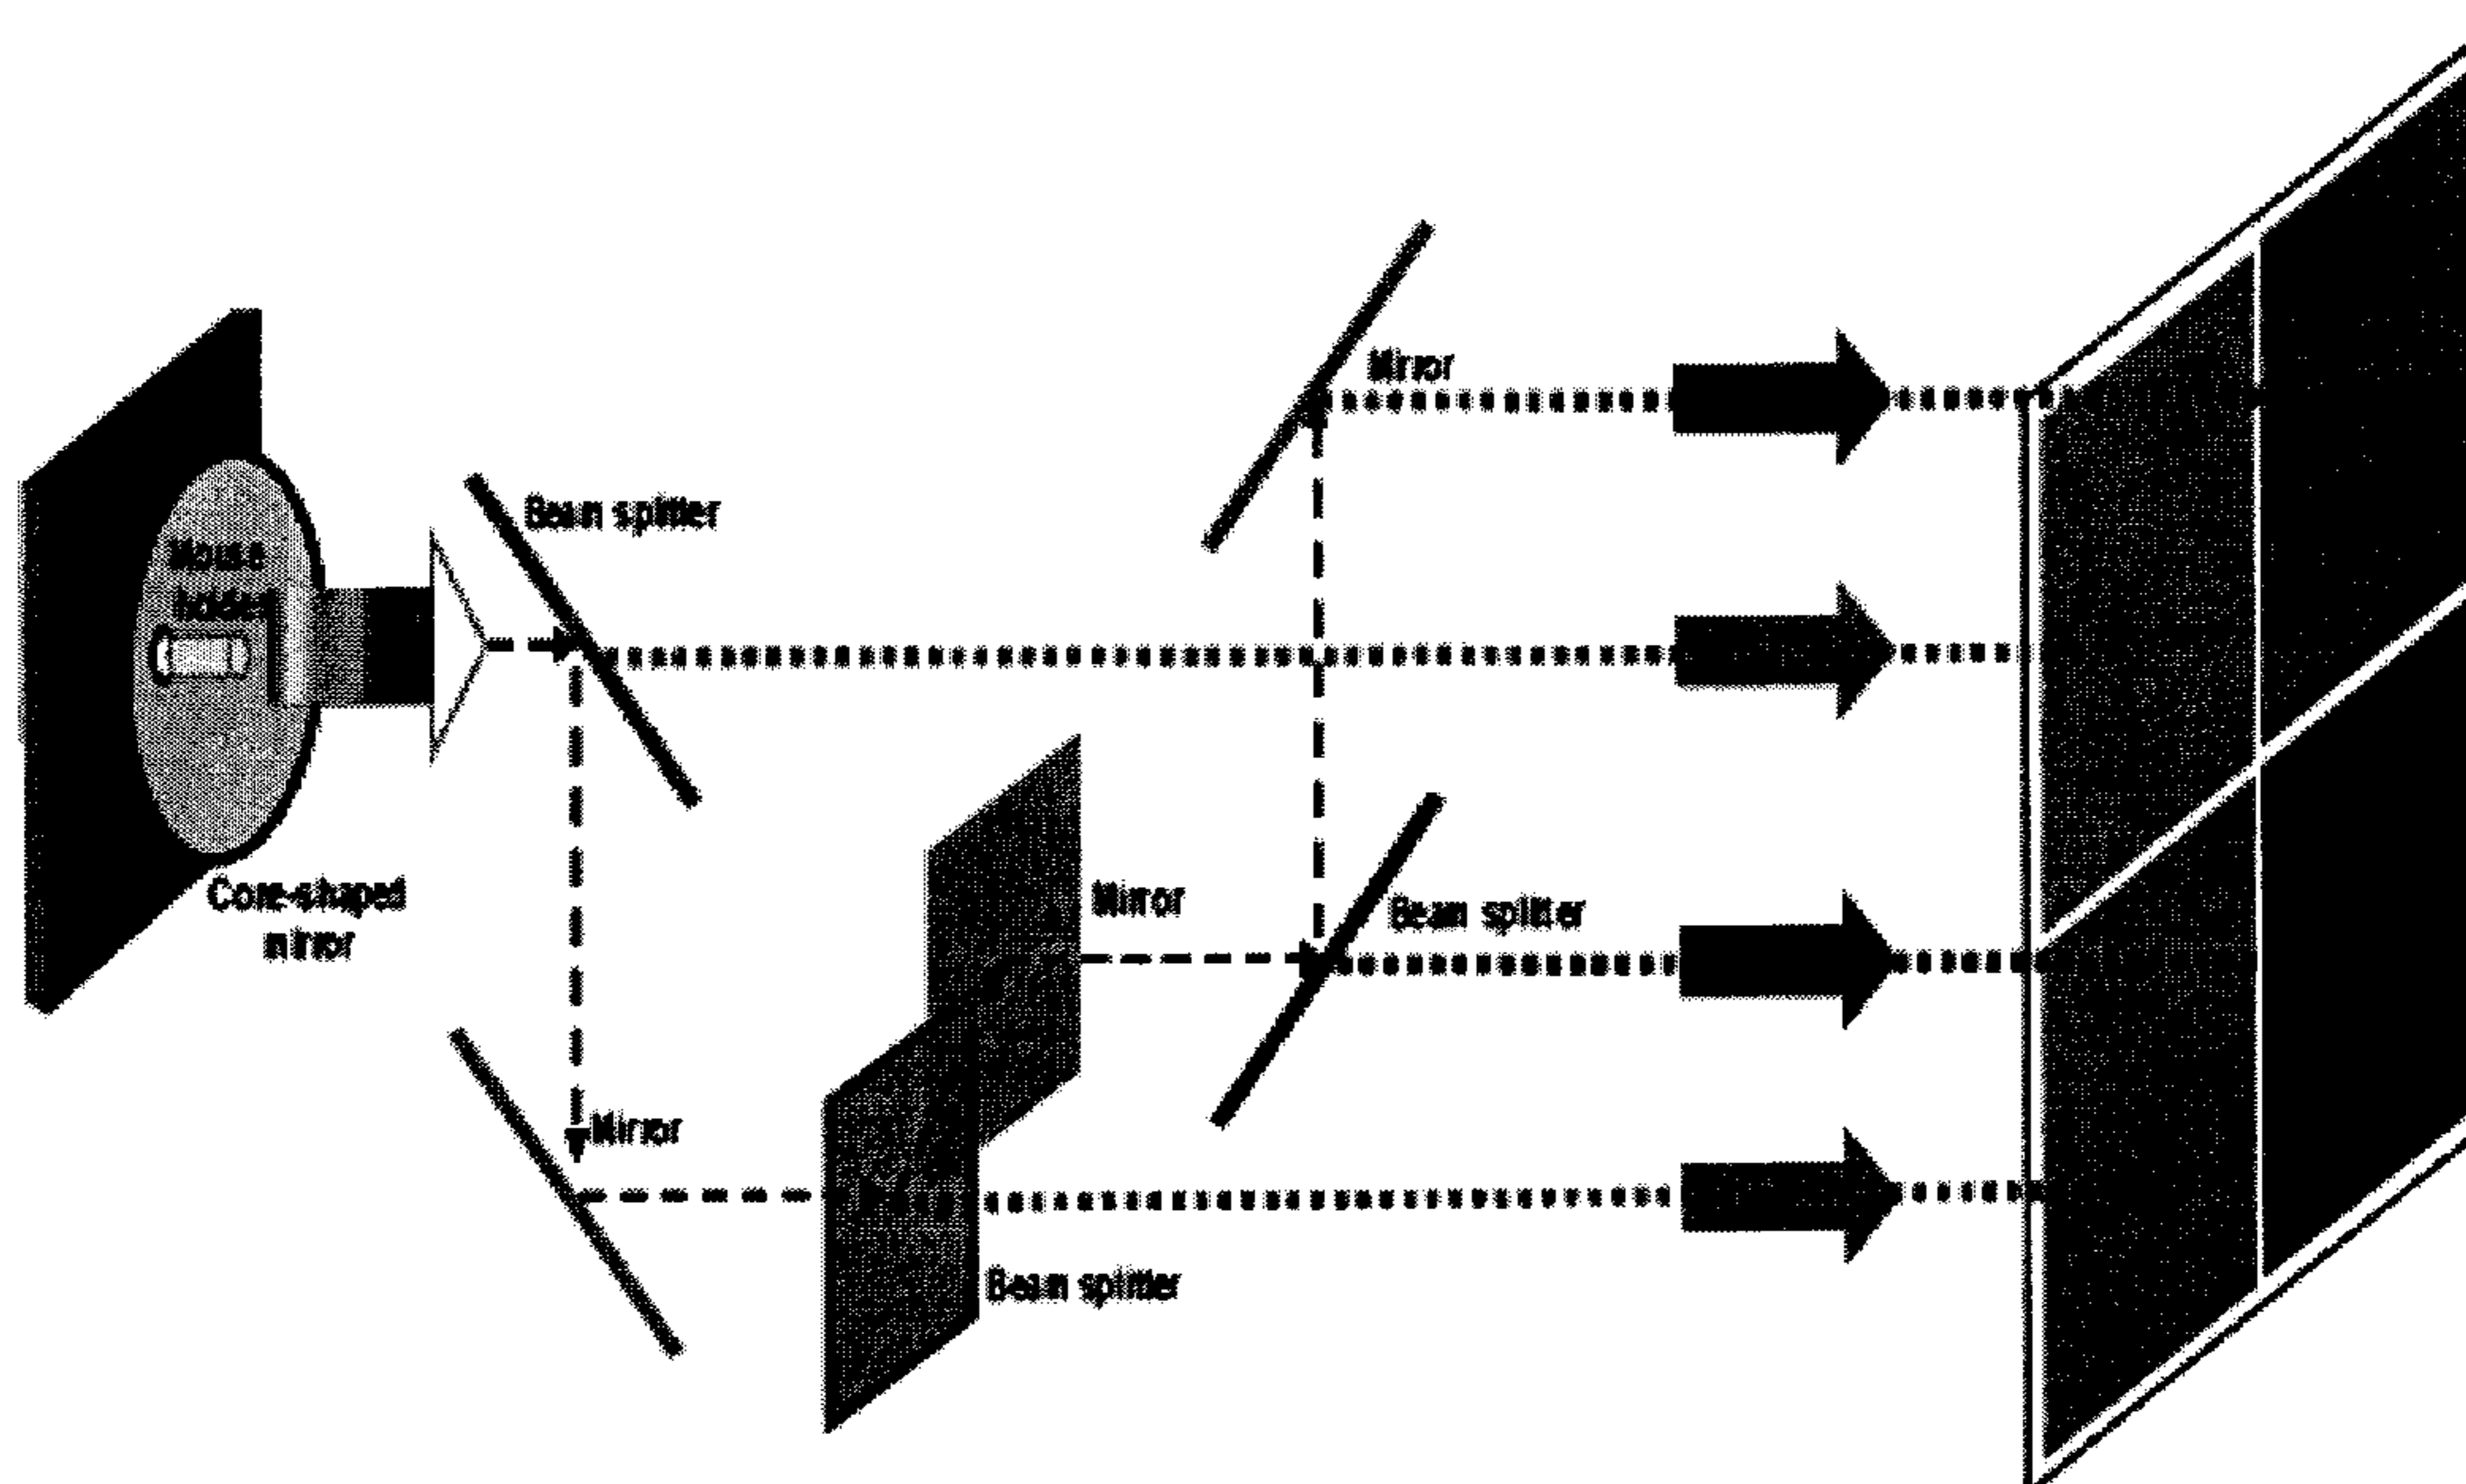 Mirror
Beam splitter
Mouse
holder
Mirror
Beam splitter
Cone-shaped
mirror
Mirror
Beam splitter